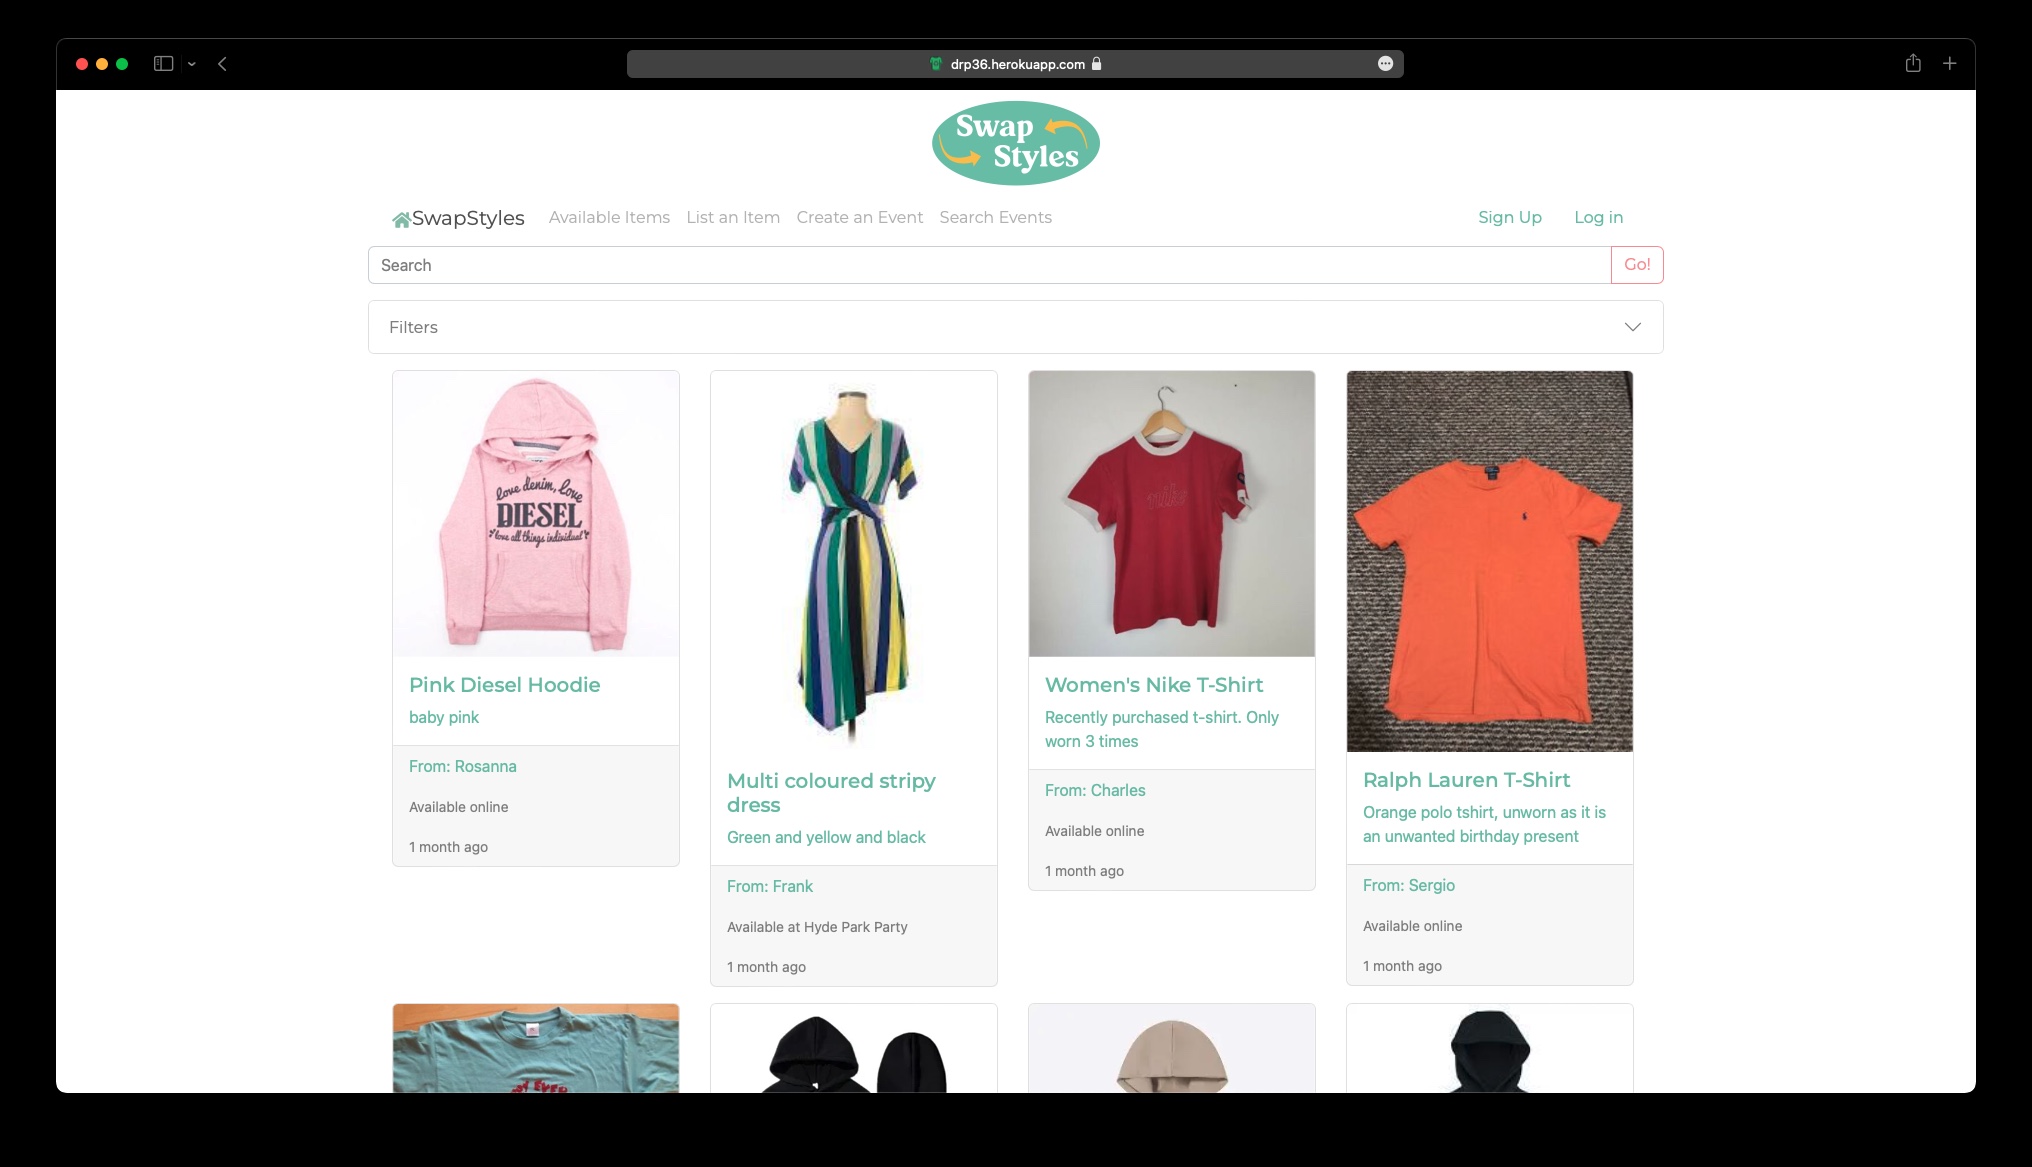 drp36.herokuapp.com
Swap
Styles
SwapStyles Available Items List an Item Create an Event Search Events Sign Up Log in
Search Go!
Filters
love denim, love
DIESEL
love all things individual
Pink Diesel Hoodie
baby pink
From: Rosanna
Available online
1 month ago
Multi coloured stripy
dress
Green and yellow and black
From: Frank
Available at Hyde Park Party
1 month ago
Women's Nike T-Shirt
Recently purchased t-shirt. Only
worn 3 times
From: Charles
Available online
1 month ago
Ralph Lauren T-Shirt
Orange polo tshirt, unworn as it is
an unwanted birthday present
From: Sergio
Available online
1 month ago